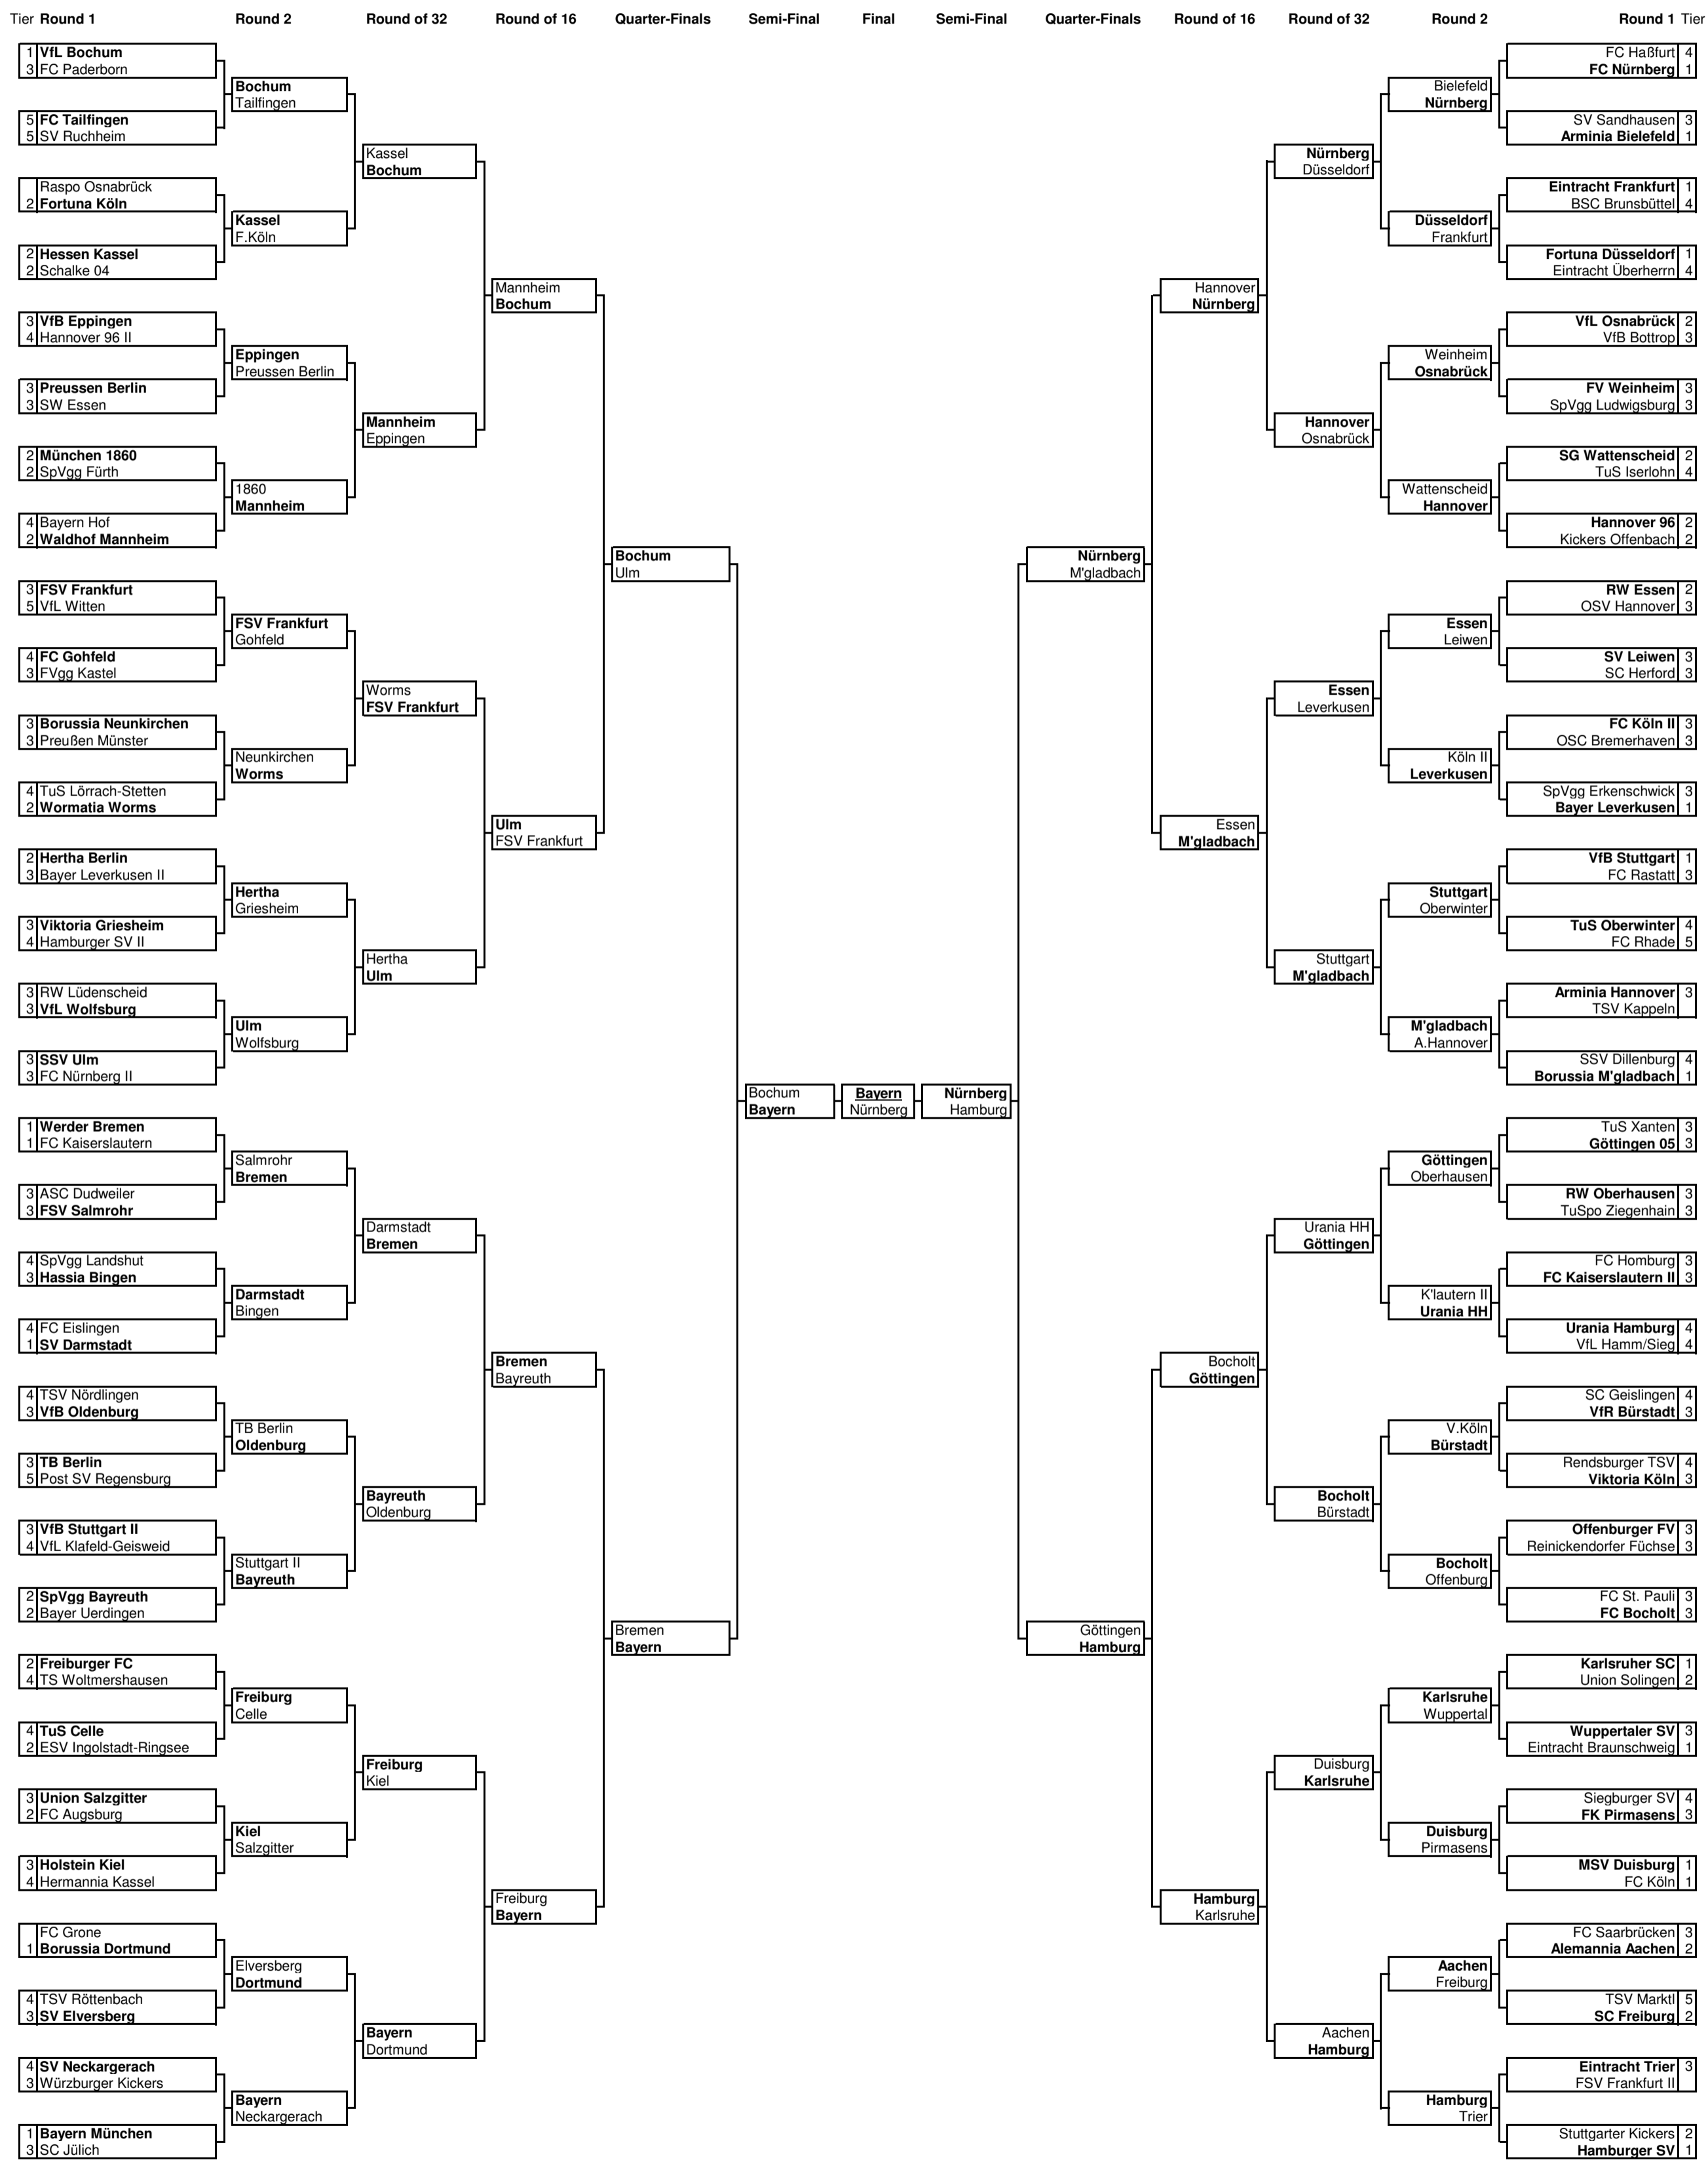 Tier Round 1 Round 2 Round of 32 Round of 16 Quarter-Finals Semi-Final Final Semi-Final Quarter-Finals Round of 16 Round of 32 Round 2 Round 1 Tier
1 VfL Bochum
3 FC Paderborn
5 FC Tailfingen
5 SV Ruchheim
Raspo Osnabrück
2 Fortuna Köln
2 Hessen Kassel
2 Schalke 04
3 VfB Eppingen
4 Hannover 96 II
3 Preussen Berlin
3 SW Essen
2 München 1860
2 SpVgg Fürth
4 Bayern Hof
2 Waldhof Mannheim
3 FSV Frankfurt
5 VfL Witten
4 FC Gohfeld
3 FVgg Kastel
3 Borussia Neunkirchen
3 Preußen Münster
4 TuS Lörrach-Stetten
2 Wormatia Worms
2 Hertha Berlin
3 Bayer Leverkusen II
3 Viktoria Griesheim
4 Hamburger SV II
3 RW Lüdenscheid
3 VfL Wolfsburg
3 SSV Ulm
3 FC Nürnberg II
1 Werder Bremen
1 FC Kaiserslautern
3 ASC Dudweiler
3 FSV Salmrohr
4 SpVgg Landshut
3 Hassia Bingen
4 FC Eislingen
1 SV Darmstadt
4 TSV Nördlingen
3 VfB Oldenburg
3 TB Berlin
5 Post SV Regensburg
3 VfB Stuttgart II
4 VfL Klafeld-Geisweid
2 SpVgg Bayreuth
2 Bayer Uerdingen
2 Freiburger FC
4 TS Woltmershausen
4 TuS Celle
2 ESV Ingolstadt-Ringsee
3 Union Salzgitter
2 FC Augsburg
3 Holstein Kiel
4 Hermannia Kassel
FC Grone
1 Borussia Dortmund
4 TSV Röttenbach
3 SV Elversberg
4 SV Neckargerach
3 Würzburger Kickers
1 Bayern München
3 SC Jülich
Bochum
Tailfingen
Kassel
F.Köln
Eppingen
Preussen Berlin
1860
Mannheim
FSV Frankfurt
Gohfeld
Neunkirchen
Worms
Hertha
Griesheim
Ulm
Wolfsburg
Salmrohr
Bremen
Darmstadt
Bingen
TB Berlin
Oldenburg
Stuttgart II
Bayreuth
Freiburg
Celle
Kiel
Salzgitter
Elversberg
Dortmund
Bayern
Neckargerach
Kassel
Bochum
Mannheim
Eppingen
Worms
FSV Frankfurt
Hertha
Ulm
Darmstadt
Bremen
Bayreuth
Oldenburg
Freiburg
Kiel
Bayern
Dortmund
Mannheim
Bochum
Ulm
FSV Frankfurt
Bremen
Bayreuth
Freiburg
Bayern
Bochum
Ulm
Bremen
Bayern
Bochum
Bayern
Bayern
Nürnberg
Nürnberg
Hamburg
Nürnberg
M'gladbach
Göttingen
Hamburg
Hannover
Nürnberg
Essen
M'gladbach
Bocholt
Göttingen
Hamburg
Karlsruhe
Nürnberg
Düsseldorf
Hannover
Osnabrück
Essen
Leverkusen
Stuttgart
M'gladbach
Urania HH
Göttingen
Bocholt
Bürstadt
Duisburg
Karlsruhe
Aachen
Hamburg
Bielefeld
Nürnberg
Düsseldorf
Frankfurt
Weinheim
Osnabrück
Wattenscheid
Hannover
Essen
Leiwen
Köln II
Leverkusen
Stuttgart
Oberwinter
M'gladbach
A.Hannover
Göttingen
Oberhausen
K'lautern II
Urania HH
V.Köln
Bürstadt
Bocholt
Offenburg
Karlsruhe
Wuppertal
Duisburg
Pirmasens
Aachen
Freiburg
Hamburg
Trier
FC Haßfurt 4
FC Nürnberg 1
SV Sandhausen 3
Arminia Bielefeld 1
Eintracht Frankfurt 1
BSC Brunsbüttel 4
Fortuna Düsseldorf 1
Eintracht Überherrn 4
VfL Osnabrück 2
VfB Bottrop 3
FV Weinheim 3
SpVgg Ludwigsburg 3
SG Wattenscheid 2
TuS Iserlohn 4
Hannover 96 2
Kickers Offenbach 2
RW Essen 2
OSV Hannover 3
SV Leiwen 3
SC Herford 3
FC Köln II 3
OSC Bremerhaven 3
SpVgg Erkenschwick 3
Bayer Leverkusen 1
VfB Stuttgart 1
FC Rastatt 3
TuS Oberwinter 4
FC Rhade 5
Arminia Hannover 3
TSV Kappeln
SSV Dillenburg 4
Borussia M'gladbach 1
TuS Xanten 3
Göttingen 05 3
RW Oberhausen 3
TuSpo Ziegenhain 3
FC Homburg 3
FC Kaiserslautern II 3
Urania Hamburg 4
VfL Hamm/Sieg 4
SC Geislingen 4
VfR Bürstadt 3
Rendsburger TSV 4
Viktoria Köln 3
Offenburger FV 3
Reinickendorfer Füchse 3
FC St. Pauli 3
FC Bocholt 3
Karlsruher SC 1
Union Solingen 2
Wuppertaler SV 3
Eintracht Braunschweig 1
Siegburger SV 4
FK Pirmasens 3
MSV Duisburg 1
FC Köln 1
FC Saarbrücken 3
Alemannia Aachen 2
TSV Marktl 5
SC Freiburg 2
Eintracht Trier 3
FSV Frankfurt II
Stuttgarter Kickers 2
Hamburger SV 1